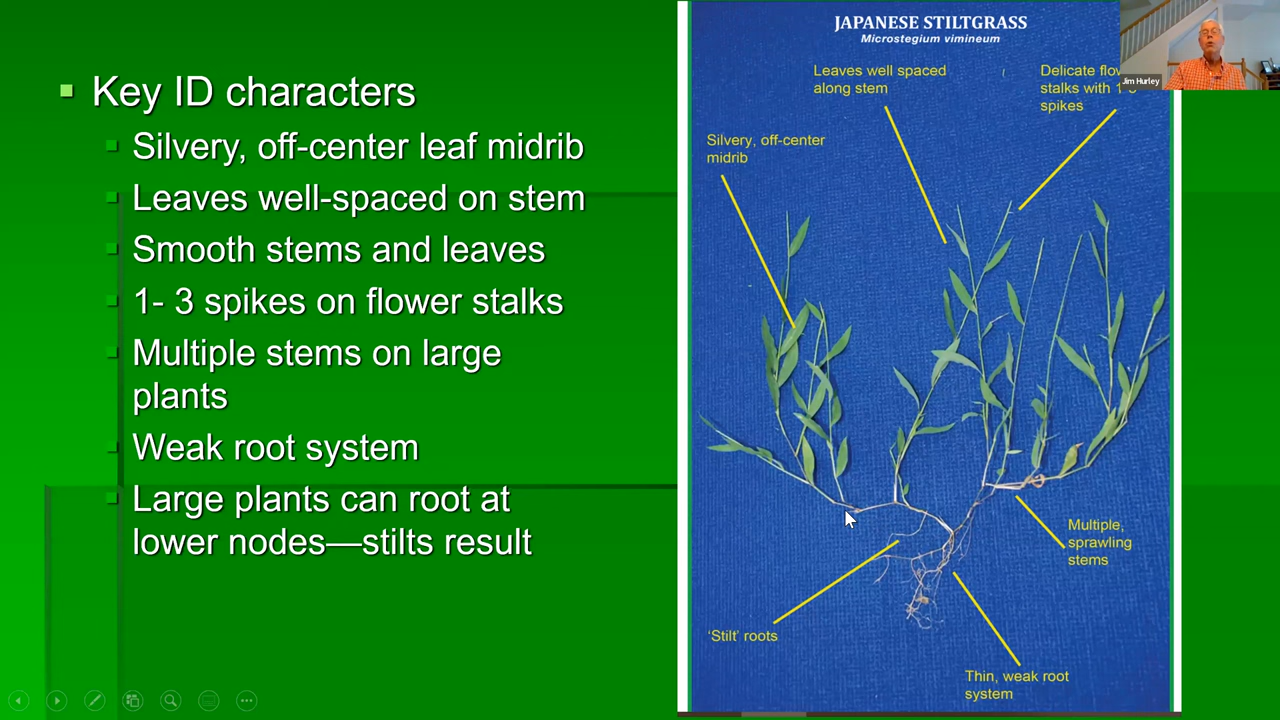 Key ID characters
Silvery, off-center leaf midrib
Leaves well-spaced on stem
Smooth stems and leaves
1- 3 spikes on flower stalks
Multiple stems on large
plants
Weak root system
Large plants can root at
lower nodes—stilts result
JAPANESE STILTGRASS
Microstegium vimineum
Leaves well spaced
along stem
Delicate
stalks with
spikes
Silvery, off-center
midrib
Multiple,
sprawling
stems
'Stilt' roots
Thin, weak root
system
Jim Hurley